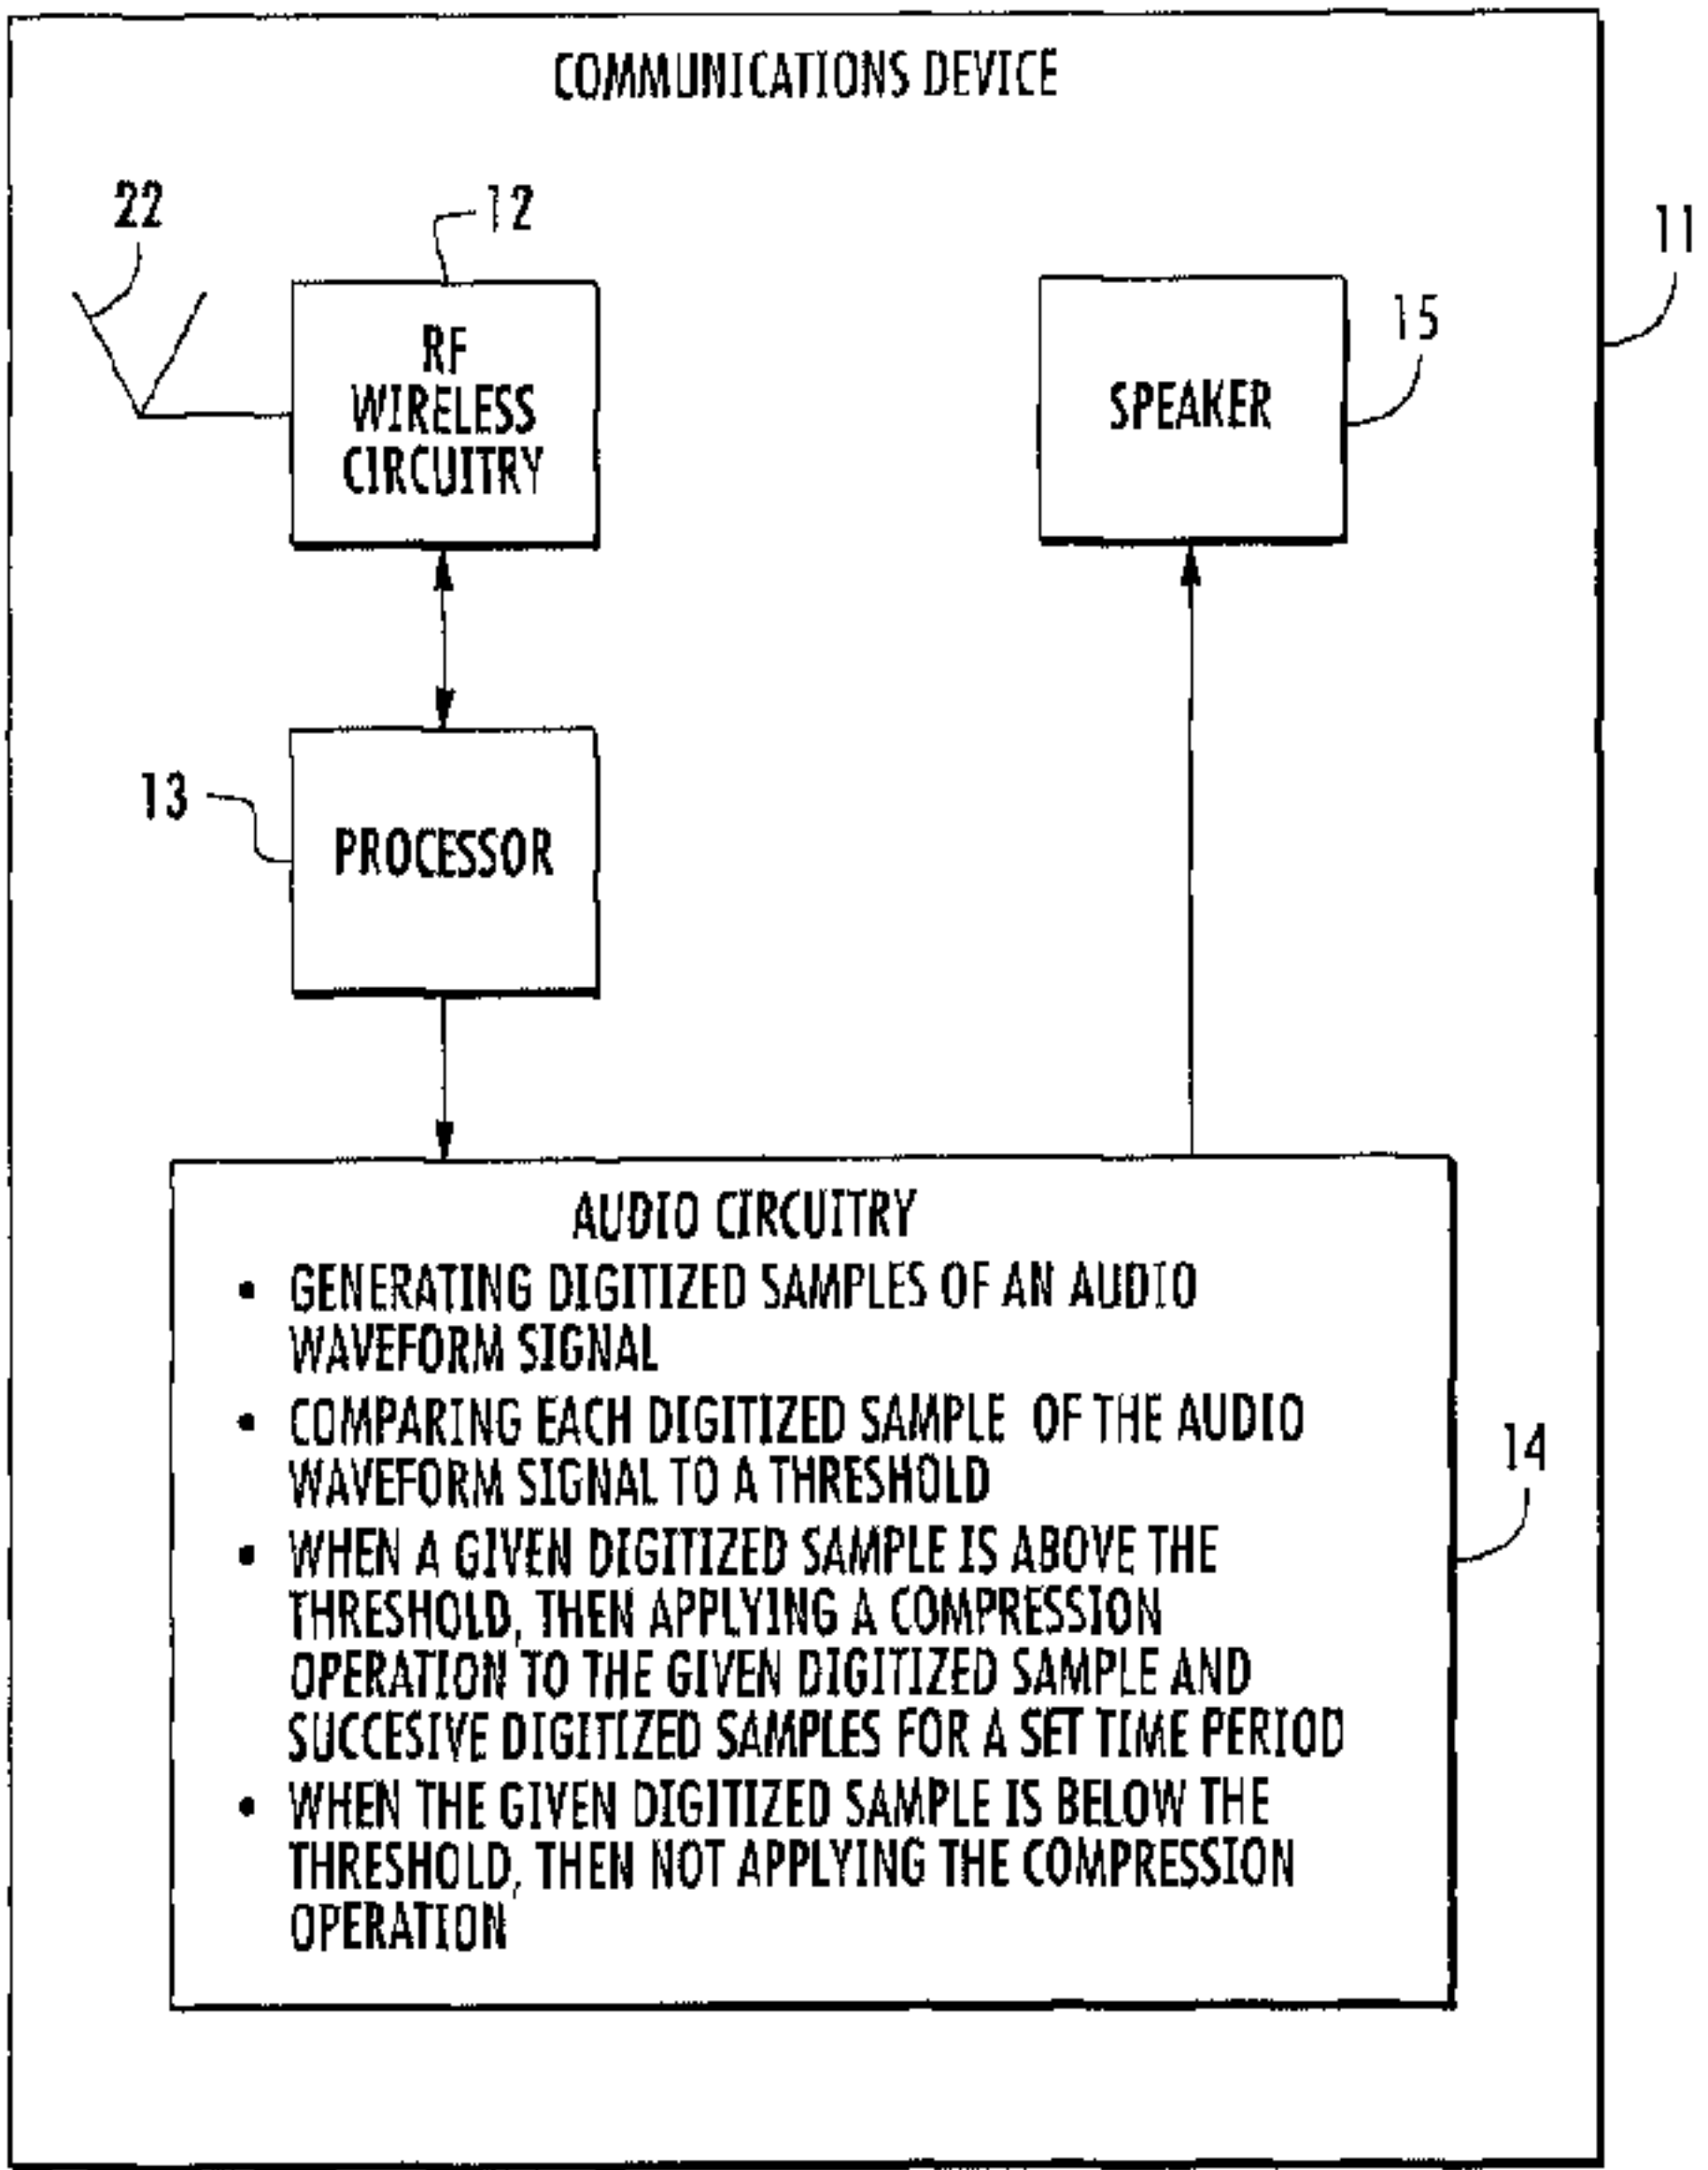 COMMUNICATIONS DEVICE
22
12
11
RF
WIRELESS
CIRCUITRY
15
SPEAKER
13
PROCESSOR
AUDIO CIRCUITRY
• GENERATING DIGITIZED SAMPLES OF AN AUDIO
WAVEFORM SIGNAL
• COMPARING EACH DIGITIZED SAMPLE OF THE AUDIO
WAVEFORM SIGNAL TO A THRESHOLD
14
• WHEN A GIVEN DIGITIZED SAMPLE IS ABOVE THE
THRESHOLD, THEN APPLYING A COMPRESSION
OPERATION TO THE GIVEN DIGITIZED SAMPLE AND
SUCCESIVE DIGITIZED SAMPLES FOR A SET TIME PERIOD
• WHEN THE GIVEN DIGITIZED SAMPLE IS BELOW THE
THRESHOLD, THEN NOT APPLYING THE COMPRESSION
OPERATION